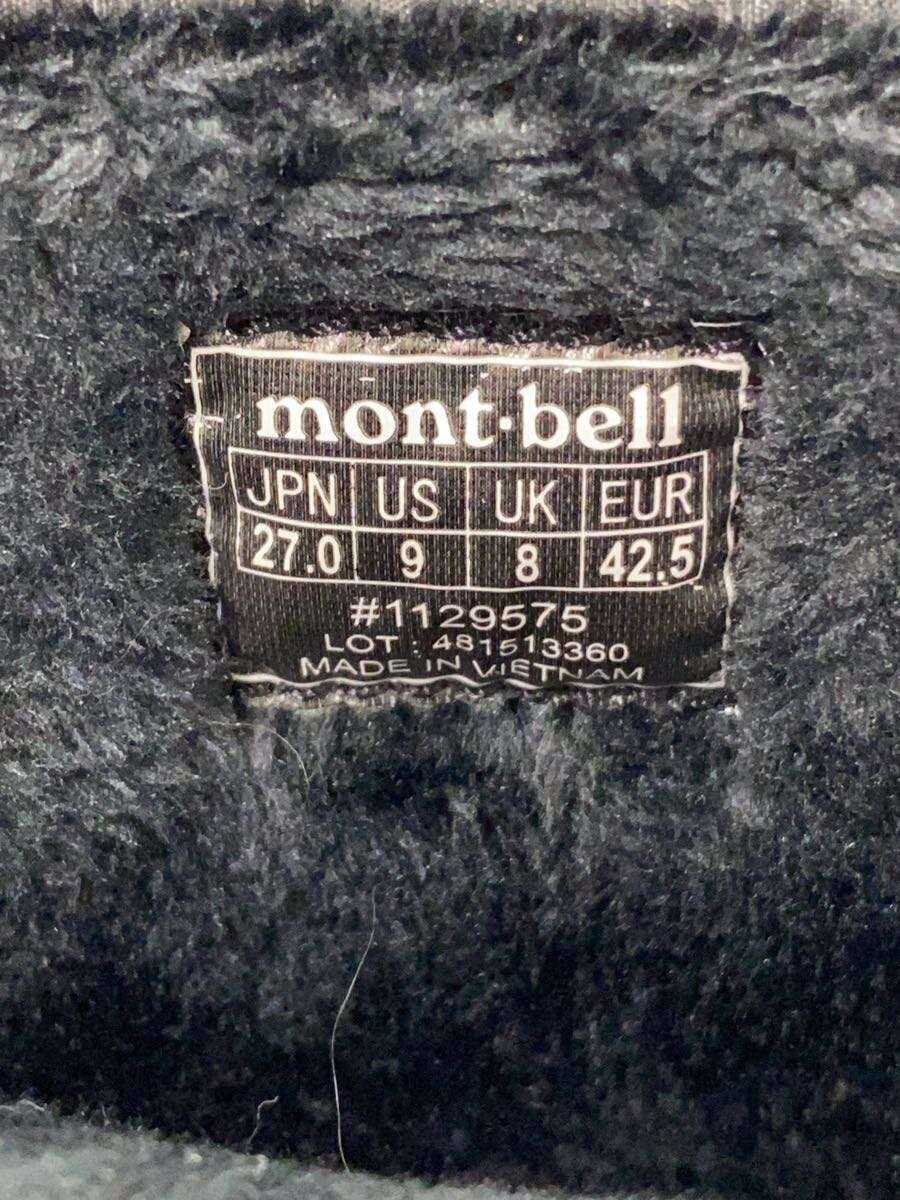 mont·bell
JPN US UK EUR
27.0 9 8 42.5
#1129575
LOT : 481513360
MADE IN VIETNAM